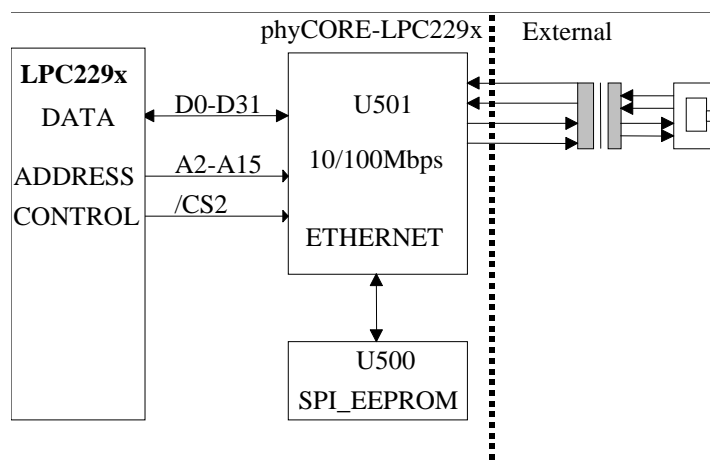 phyCORE-LPC229x
External
LPC229x
DATA
D0-D31
U501
ADDRESS
A2-A15
10/100Mbps
CONTROL
/CS2
ETHERNET
U500
SPI_EEPROM